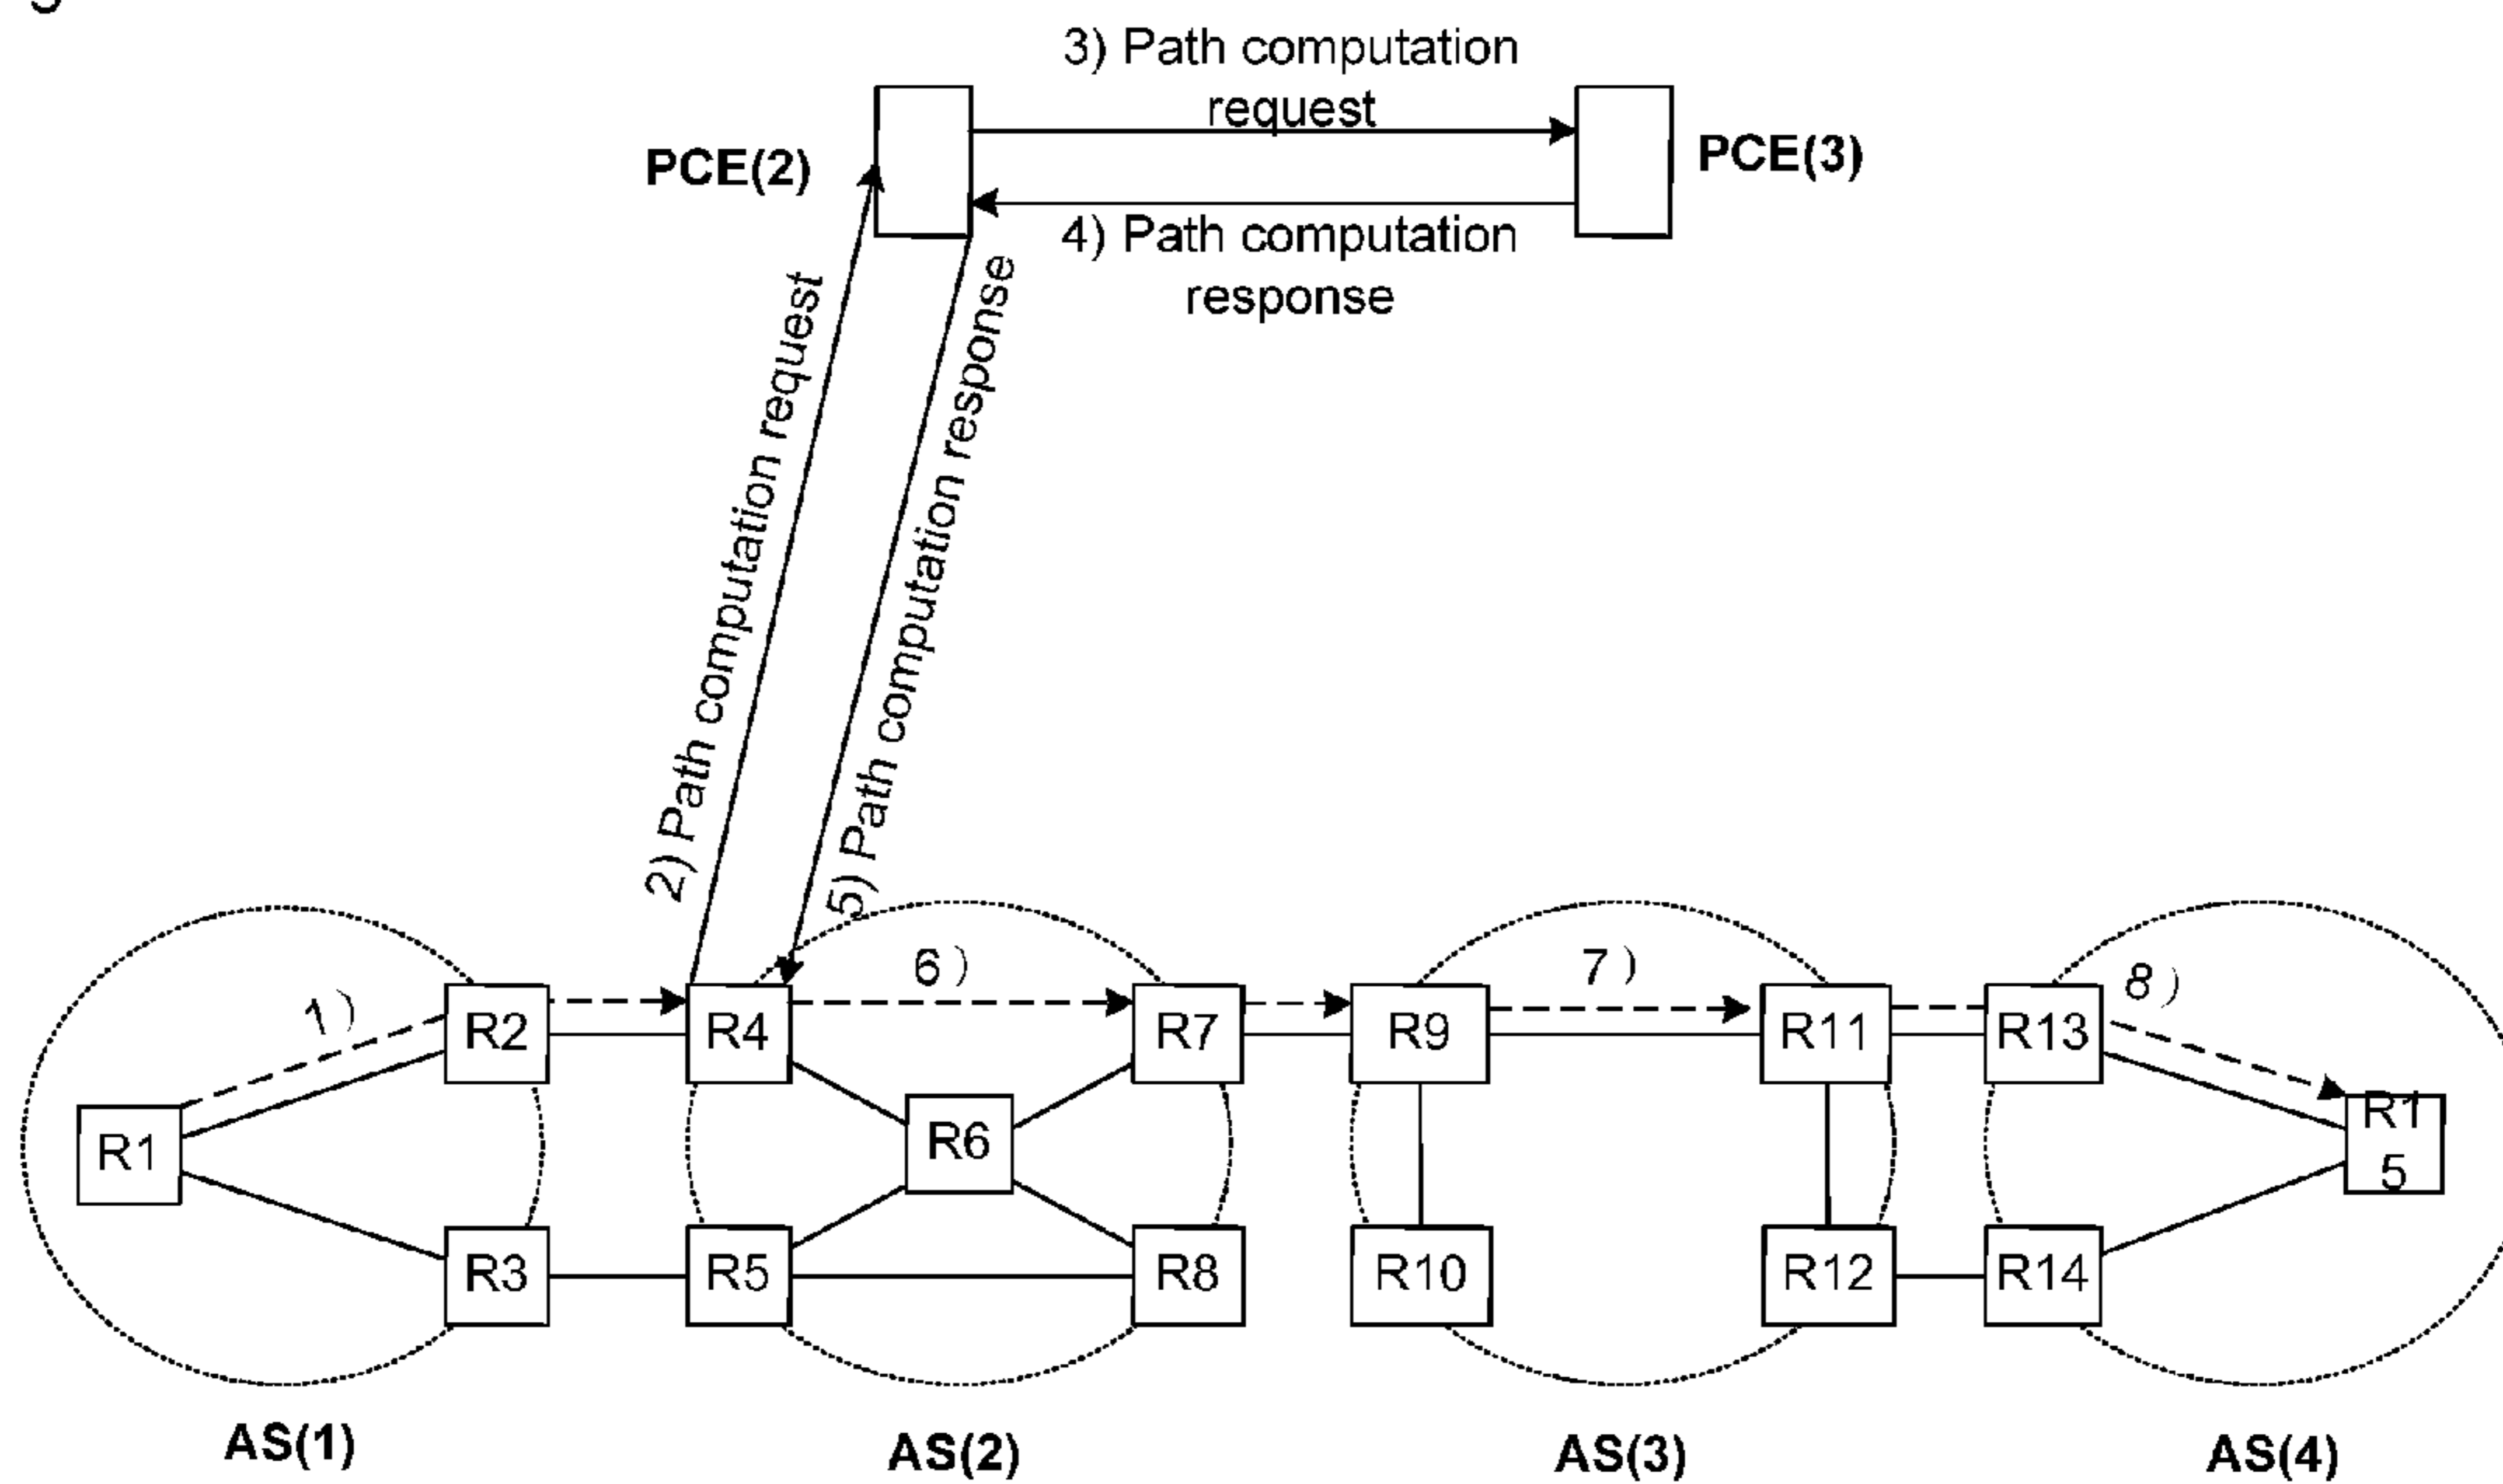 3) Path computation
request
PCE(2)
PCE(3)
4) Path computation
response
2) Path computation request
5) Path computation response
1)
6)
7)
8)
R2
R4
R7
R9
R11
R13
R1
R6
R1
5
R3
R5
R8
R10
R12
R14
AS(1)
AS(2)
AS(3)
AS(4)